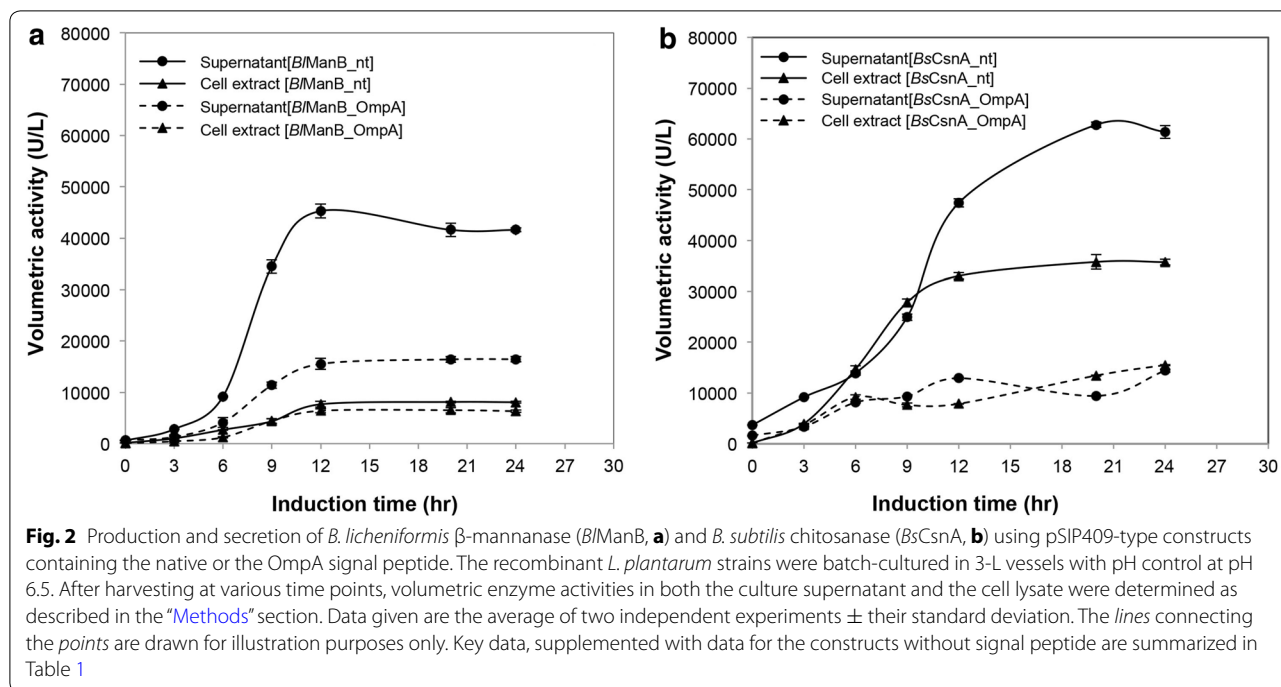 a
80000
70000
60000
50000
40000
30000
20000
10000
0
Volumetric activity (U/L)
Supernatant[BlManB_nt]
Cell extract [BlManB_nt]
Supernatant[BlManB_OmpA]
Cell extract [BlManB_OmpA]
0 3 6 9 12 15 18 21 24 27 30
Induction time (hr)
b
80000
70000
60000
50000
40000
30000
20000
10000
0
Volumetric activity (U/L)
Supernatant[BsCsnA_nt]
Cell extract [BsCsnA_nt]
Supernatant[BsCsnA_OmpA]
Cell extract [BsCsnA_OmpA]
0 3 6 9 12 15 18 21 24 27 30
Induction time (hr)
Fig. 2 Production and secretion of B. licheniformis β-mannanase (BlManB, a) and B. subtilis chitosanase (BsCsnA, b) using pSIP409-type constructs
containing the native or the OmpA signal peptide. The recombinant L. plantarum strains were batch-cultured in 3-L vessels with pH control at pH
6.5. After harvesting at various time points, volumetric enzyme activities in both the culture supernatant and the cell lysate were determined as
described in the “Methods” section. Data given are the average of two independent experiments ± their standard deviation. The lines connecting
the points are drawn for illustration purposes only. Key data, supplemented with data for the constructs without signal peptide are summarized in
Table 1